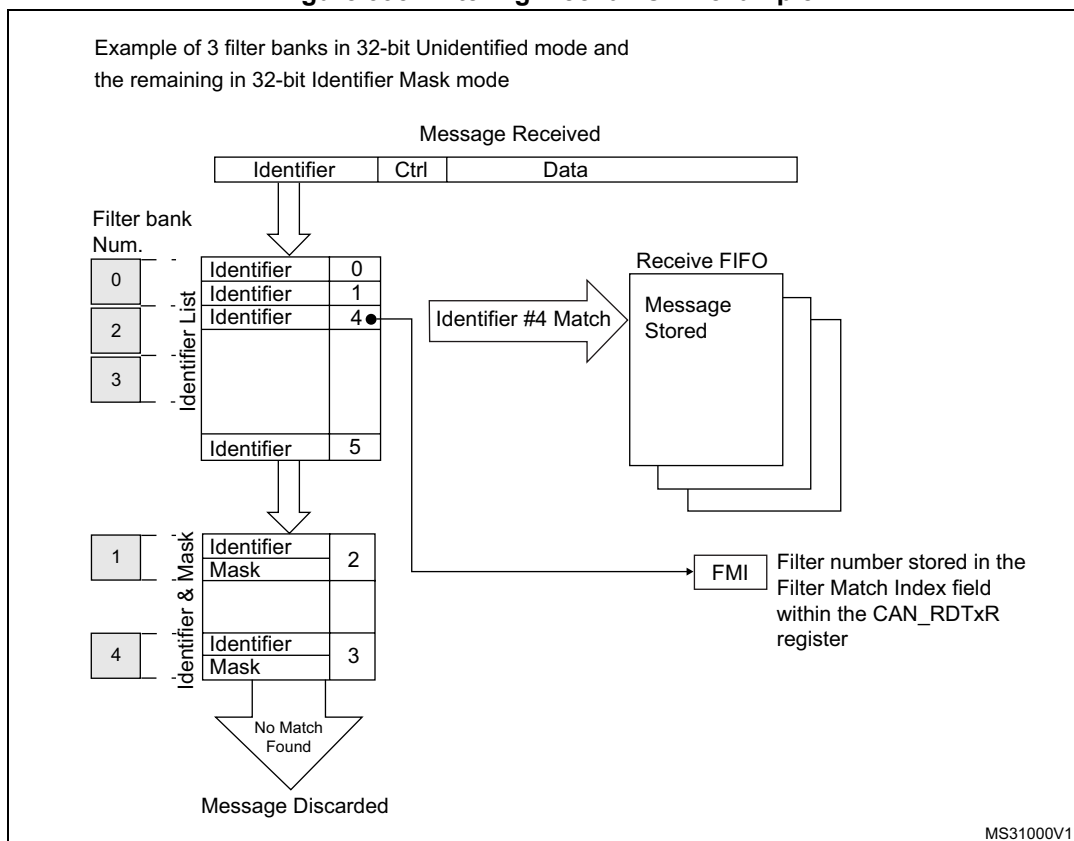 Example of 3 filter banks in 32-bit Unidentified mode and
the remaining in 32-bit Identifier Mask mode
Message Received
Identifier Ctrl Data
Filter bank
Num.
0
2
3
Identifier List
Identifier 0
Identifier 1
Identifier 4
Identifier 5
Identifier #4 Match
Receive FIFO
Message
Stored
1
4
Identifier & Mask
Identifier
Mask
2
Identifier
Mask
3
FMI
Filter number stored in the
Filter Match Index field
within the CAN_RDTxR
register
No Match
Found
Message Discarded
MS31000V1